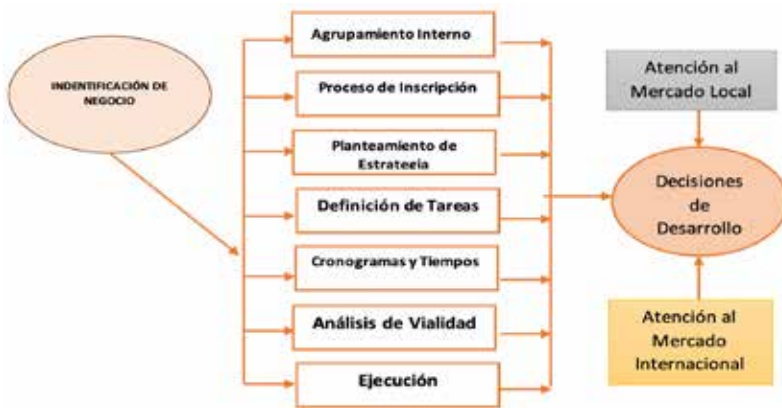 INDENTIFICACIÓN DE
NEGOCIO
Agrupamiento Interno
Proceso de Inscripción
Planteamiento de
Estrateeia
Definición de Tareas
Cronogramas y Tiempos
Análisis de Vialidad
Ejecución
Atención al
Mercado Local
Decisiones
de
Desarrollo
Atención al
Mercado
Internacional